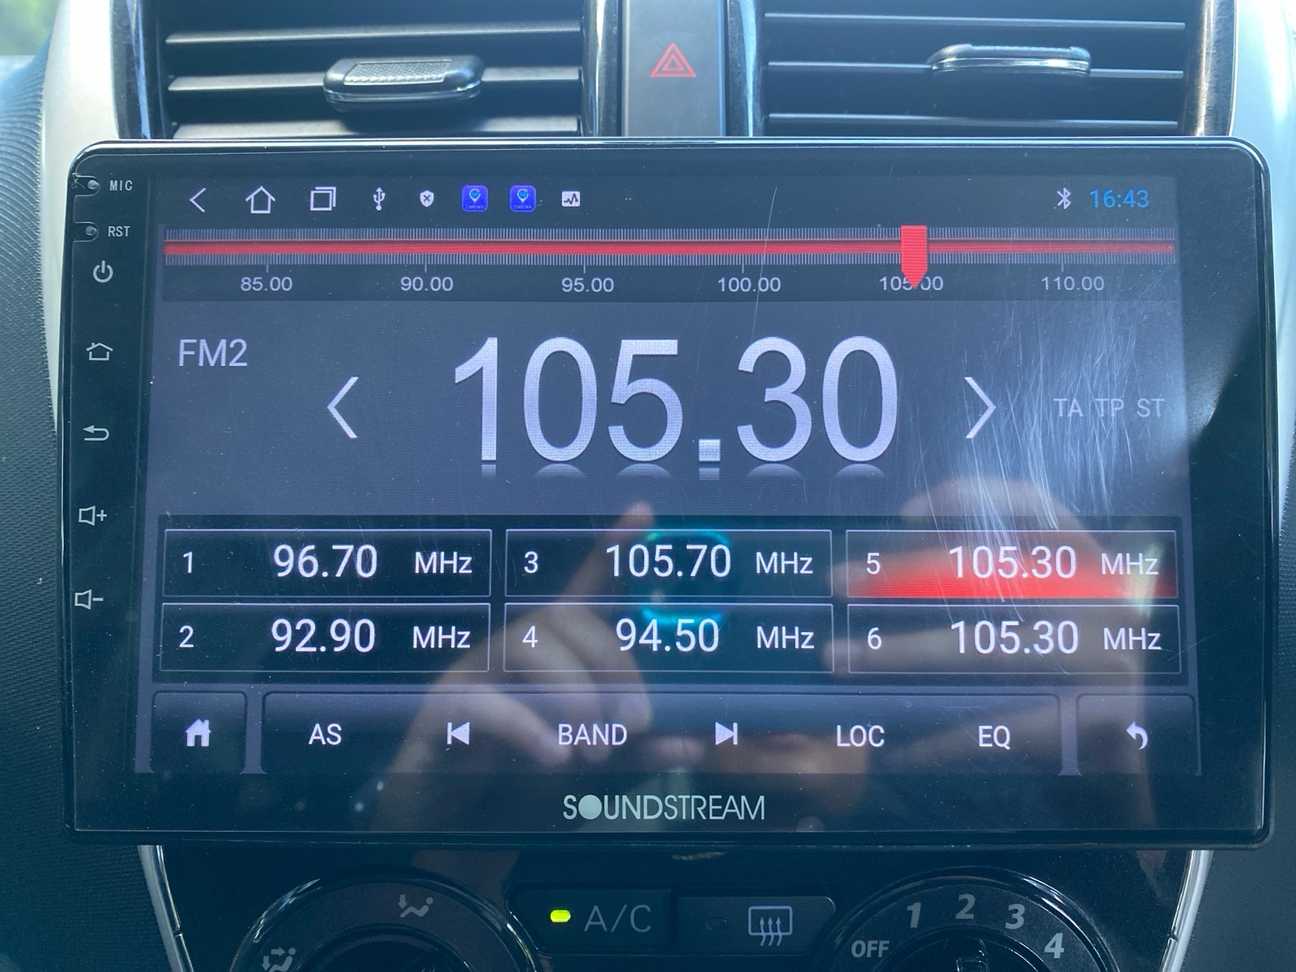 MIC
16:43
RST
85.00 90.00 95.00 100.00 105.00 110.00
FM2
105.30
TA TP ST
1 96.70 MHz
3 105.70 MHz
5 105.30 MHz
2 92.90 MHz
4 94.50 MHz
6 105.30 MHz
AS BAND LOC EQ
SOUNDSTREAM
A/C
OFF 1 2 3 4